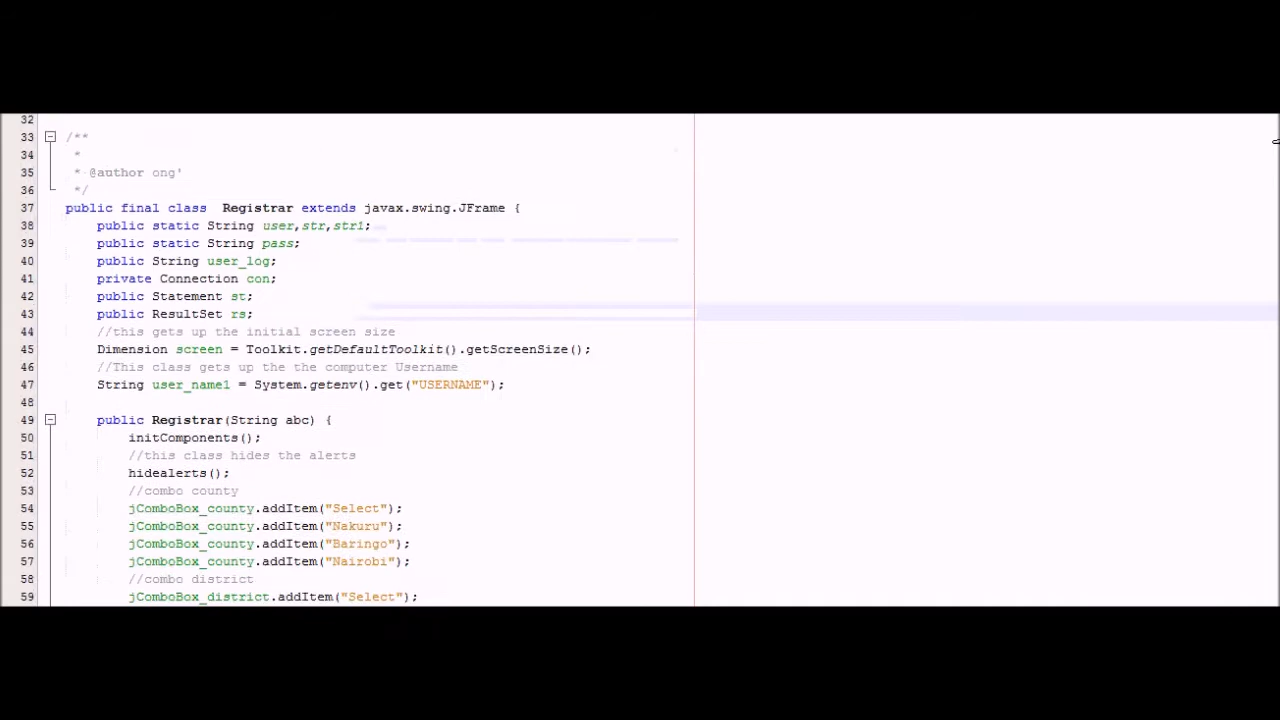 32
33 /**
34  *
35  * @author ong'
36  */
37 public final class  Registrar extends javax.swing.JFrame {
38     public static String user,str,str1;
39     public static String pass;
40     public String user_log;
41     private Connection con;
42     public Statement st;
43     public ResultSet rs;
44     //this gets up the initial screen size
45     Dimension screen = Toolkit.getDefaultToolkit().getScreenSize();
46     //This class gets up the the computer Username
47     String user_name1 = System.getenv().get("USERNAME");
48
49     public Registrar(String abc) {
50         initComponents();
51         //this class hides the alerts
52         hidealerts();
53         //combo county
54         jComboBox_county.addItem("Select");
55         jComboBox_county.addItem("Nakuru");
56         jComboBox_county.addItem("Baringo");
57         jComboBox_county.addItem("Nairobi");
58         //combo district
59         jComboBox_district.addItem("Select");